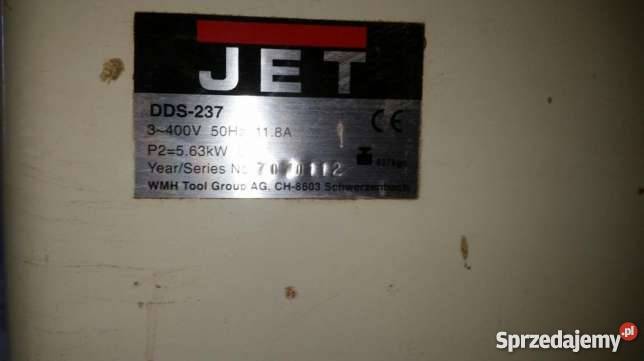 JET
DDS-237
3~400V 50Hz 11.8A
P2=5.63kW
CE
Year/Series No
WMH Tool Group AG, CH-8603 Schwerzenbach
Sprzedajemy.pl